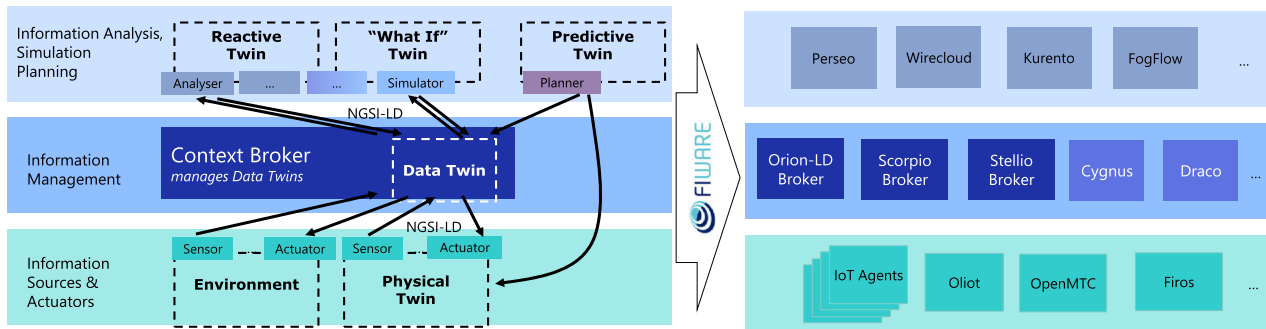 Information Analysis,
Simulation
Planning
Reactive
Twin
“What If”
Twin
Predictive
Twin
Analyser
...
...
Simulator
Planner
NGSI-LD
Information
Management
Context Broker
manages Data Twins
Data Twin
NGSI-LD
Information
Sources &
Actuators
Sensor
...
Actuator
Sensor
...
Actuator
Environment
Physical
Twin
FIWARE
Perseo
Wirecloud
Kurento
FogFlow
...
Orion-LD
Broker
Scorpio
Broker
Stellio
Broker
Cygnus
Draco
...
IoT Agents
Oliot
OpenMTC
Firos
...